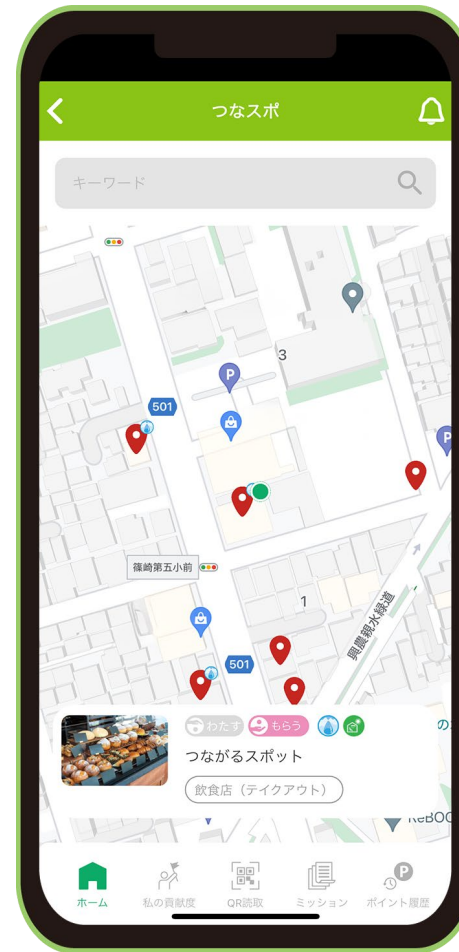 つなスポ
キーワード
3
P
501
P
篠崎第五小前
1
興農親水緑道
501
わたす もらう
の
つながるスポット
飲食店（テイクアウト）
ReBOO
P
ホーム 私の貢献度 QR読取 ミッション ポイント履歴